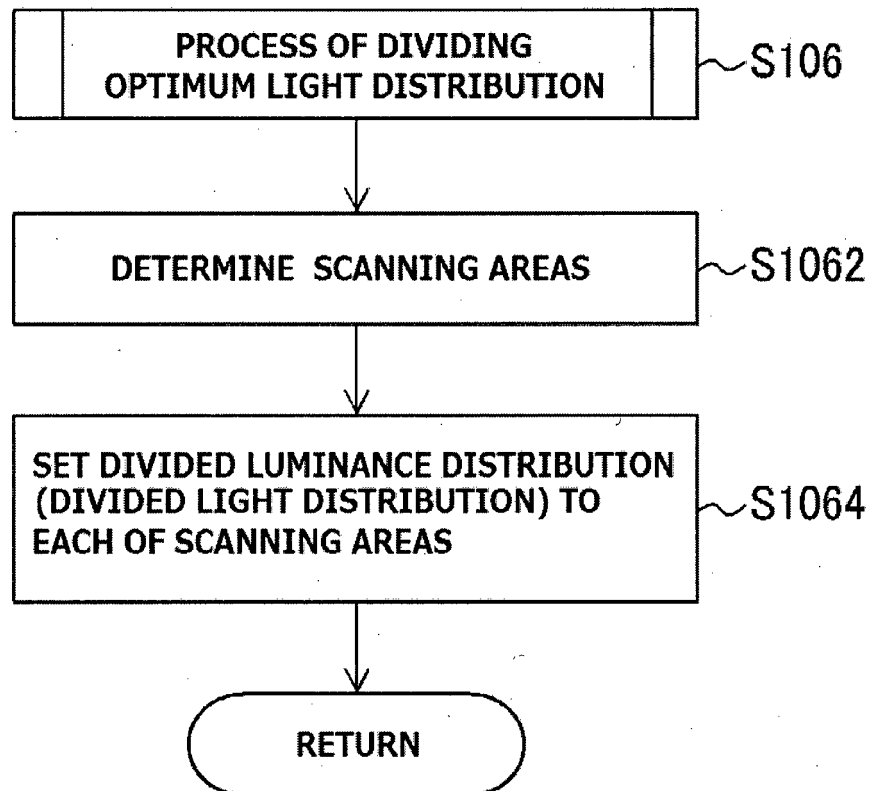 PROCESS OF DIVIDING
OPTIMUM LIGHT DISTRIBUTION
S106
DETERMINE SCANNING AREAS
S1062
SET DIVIDED LUMINANCE DISTRIBUTION
(DIVIDED LIGHT DISTRIBUTION) TO
EACH OF SCANNING AREAS
S1064
RETURN